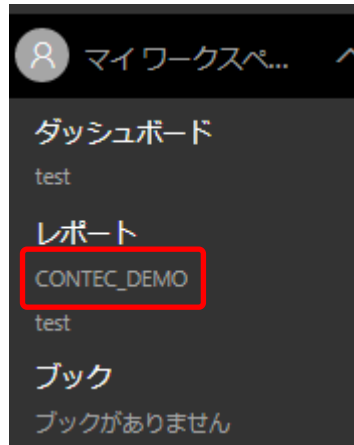 マイ ワークスペ...
ダッシュボード
test
レポート
CONTEC_DEMO
test
ブック
ブックがありません